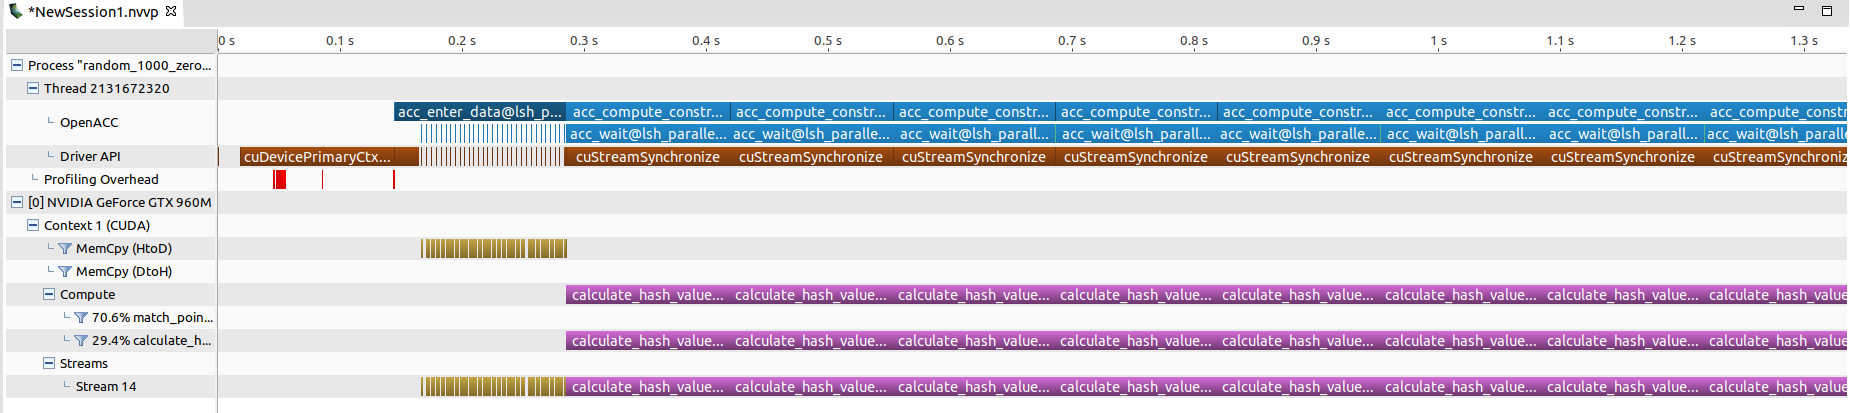 *NewSession1.nvvp
0 s 0.1 s 0.2 s 0.3 s 0.4 s 0.5 s 0.6 s 0.7 s 0.8 s 0.9 s 1 s 1.1 s 1.2 s 1.3 s
Process "random_1000_zero...
Thread 2131672320
acc_enter_data@lsh_p... acc_compute_constr... acc_compute_constr... acc_compute_constr... acc_compute_constr... acc_compute_constr... acc_compute_constr... acc_compute_constr... acc_compute_constr
OpenACC
acc_wait@lsh_paralle... acc_wait@lsh_parall... acc_wait@lsh_parall... acc_wait@lsh_parall... acc_wait@lsh_paralle... acc_wait@lsh_parall... acc_wait@lsh_parall... acc_wait@lsh_paralle
Driver API cuDevicePrimaryCtx... cuStreamSynchronize cuStreamSynchronize cuStreamSynchronize cuStreamSynchronize cuStreamSynchronize cuStreamSynchronize cuStreamSynchronize cuStreamSynchroniz
Profiling Overhead
[0] NVIDIA GeForce GTX 960M
Context 1 (CUDA)
MemCpy (HtoD)
MemCpy (DtoH)
Compute calculate_hash_value... calculate_hash_value... calculate_hash_value... calculate_hash_value... calculate_hash_value... calculate_hash_value... calculate_hash_value... calculate_hash_value
70.6% match_poin...
29.4% calculate_h... calculate_hash_value... calculate_hash_value... calculate_hash_value... calculate_hash_value... calculate_hash_value... calculate_hash_value... calculate_hash_value... calculate_hash_value
Streams
Stream 14 calculate_hash_value... calculate_hash_value... calculate_hash_value... calculate_hash_value... calculate_hash_value... calculate_hash_value... calculate_hash_value... calculate_hash_value